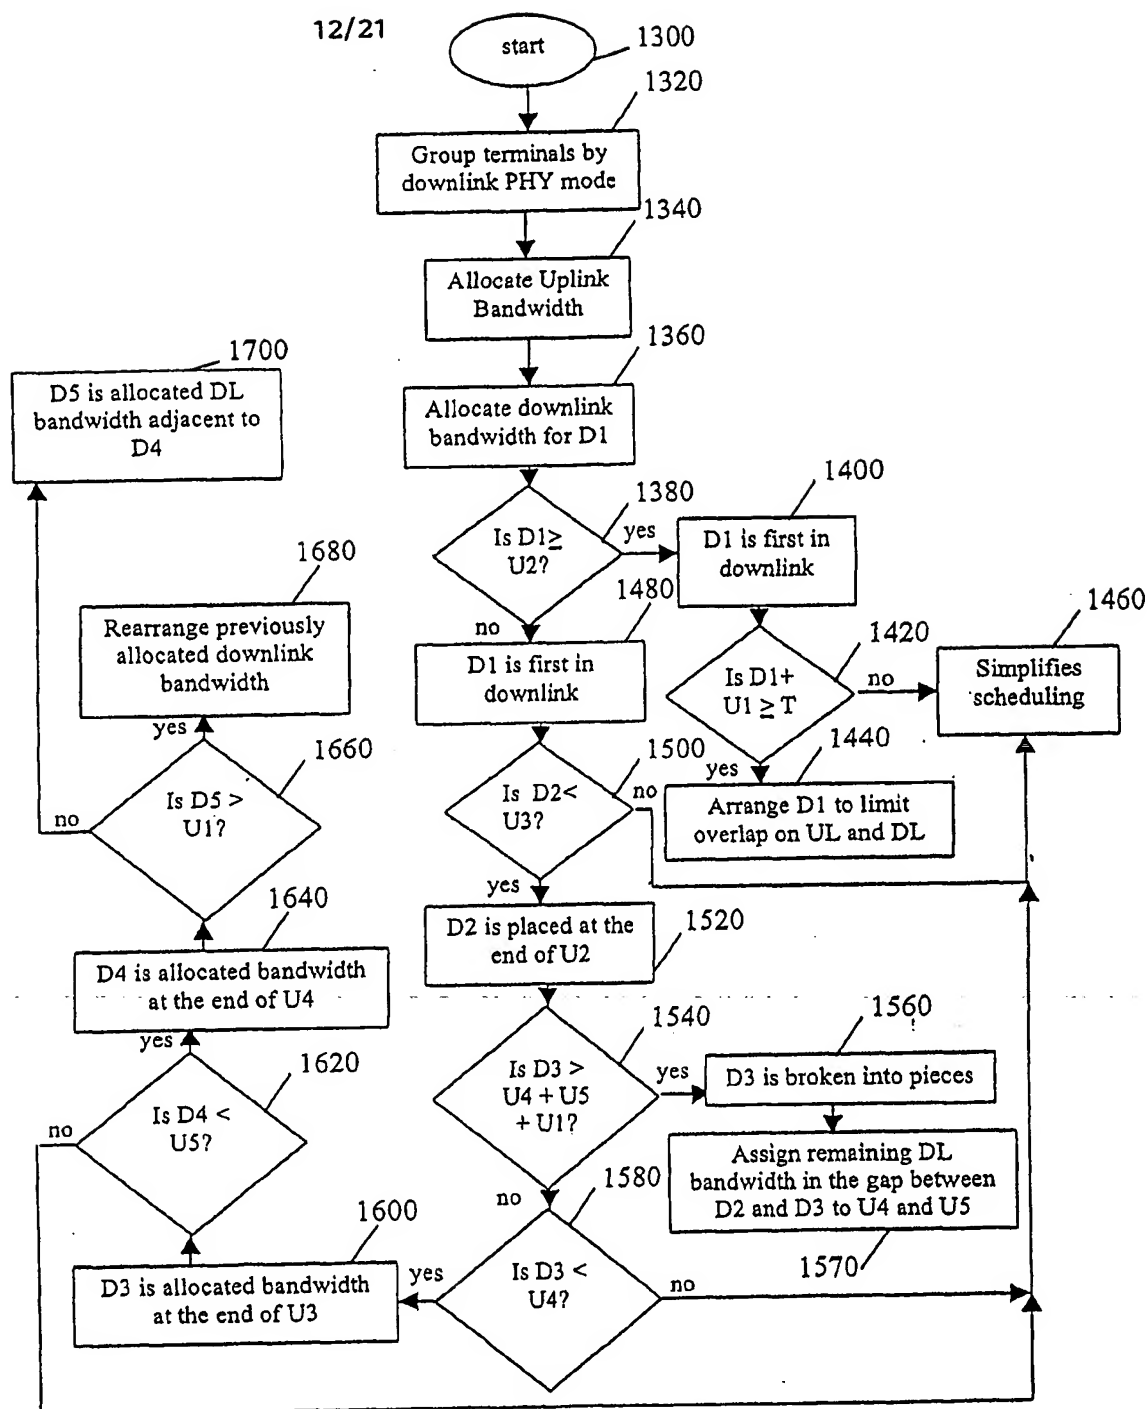 12/21
start
1300
1320
Group terminals by
downlink PHY mode
1340
Allocate Uplink
Bandwidth
1360
Allocate downlink
bandwidth for D1
1380
Is D1≥
U2?
yes
1400
D1 is first in
downlink
1420
Is D1+
U1 ≥ T
no
1460
Simplifies
scheduling
yes
1440
Arrange D1 to limit
overlap on UL and DL
no
1480
D1 is first in
downlink
1500
Is D2<
U3?
no
yes
1520
D2 is placed at the
end of U2
1540
Is D3 >
U4 + U5
+ U1?
yes
1560
D3 is broken into pieces
Assign remaining DL
bandwidth in the gap between
D2 and D3 to U4 and U5
1570
no
1580
Is D3 <
U4?
no
yes
1600
D3 is allocated bandwidth
at the end of U3
1620
Is D4 <
U5?
no
yes
1640
D4 is allocated bandwidth
at the end of U4
1660
Is D5 >
U1?
no
yes
1680
Rearrange previously
allocated downlink
bandwidth
1700
D5 is allocated DL
bandwidth adjacent to
D4